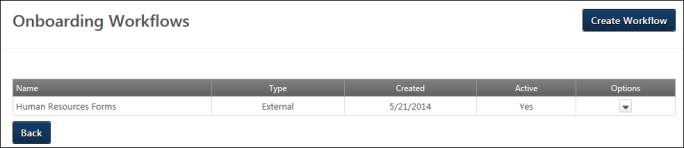 Onboarding Workflows
Create Workflow
Name Type Created Active Options
Human Resources Forms External 5/21/2014 Yes
Back